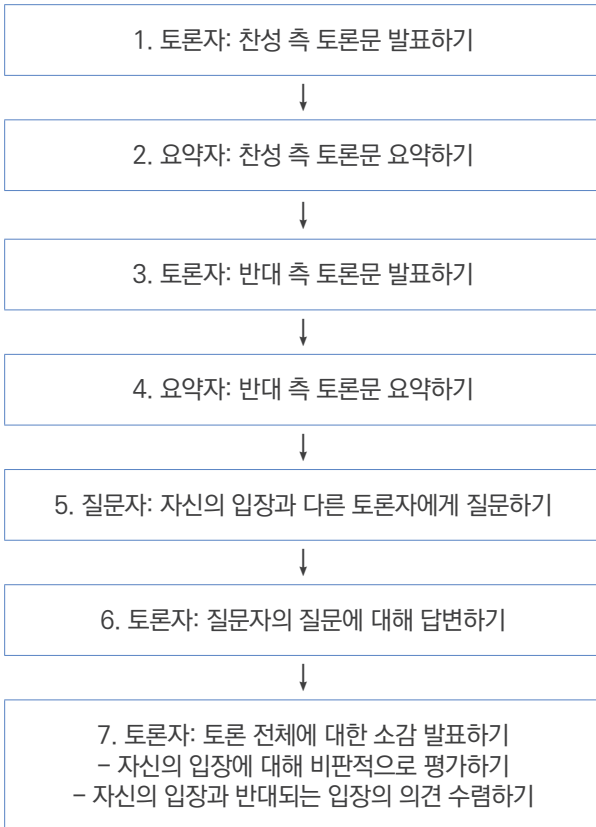 1. 토론자: 찬성 측 토론문 발표하기
2. 요약자: 찬성 측 토론문 요약하기
3. 토론자: 반대 측 토론문 발표하기
4. 요약자: 반대 측 토론문 요약하기
5. 질문자: 자신의 입장과 다른 토론자에게 질문하기
6. 토론자: 질문자의 질문에 대해 답변하기
7. 토론자: 토론 전체에 대한 소감 발표하기
- 자신의 입장에 대해 비판적으로 평가하기
- 자신의 입장과 반대되는 입장의 의견 수렴하기